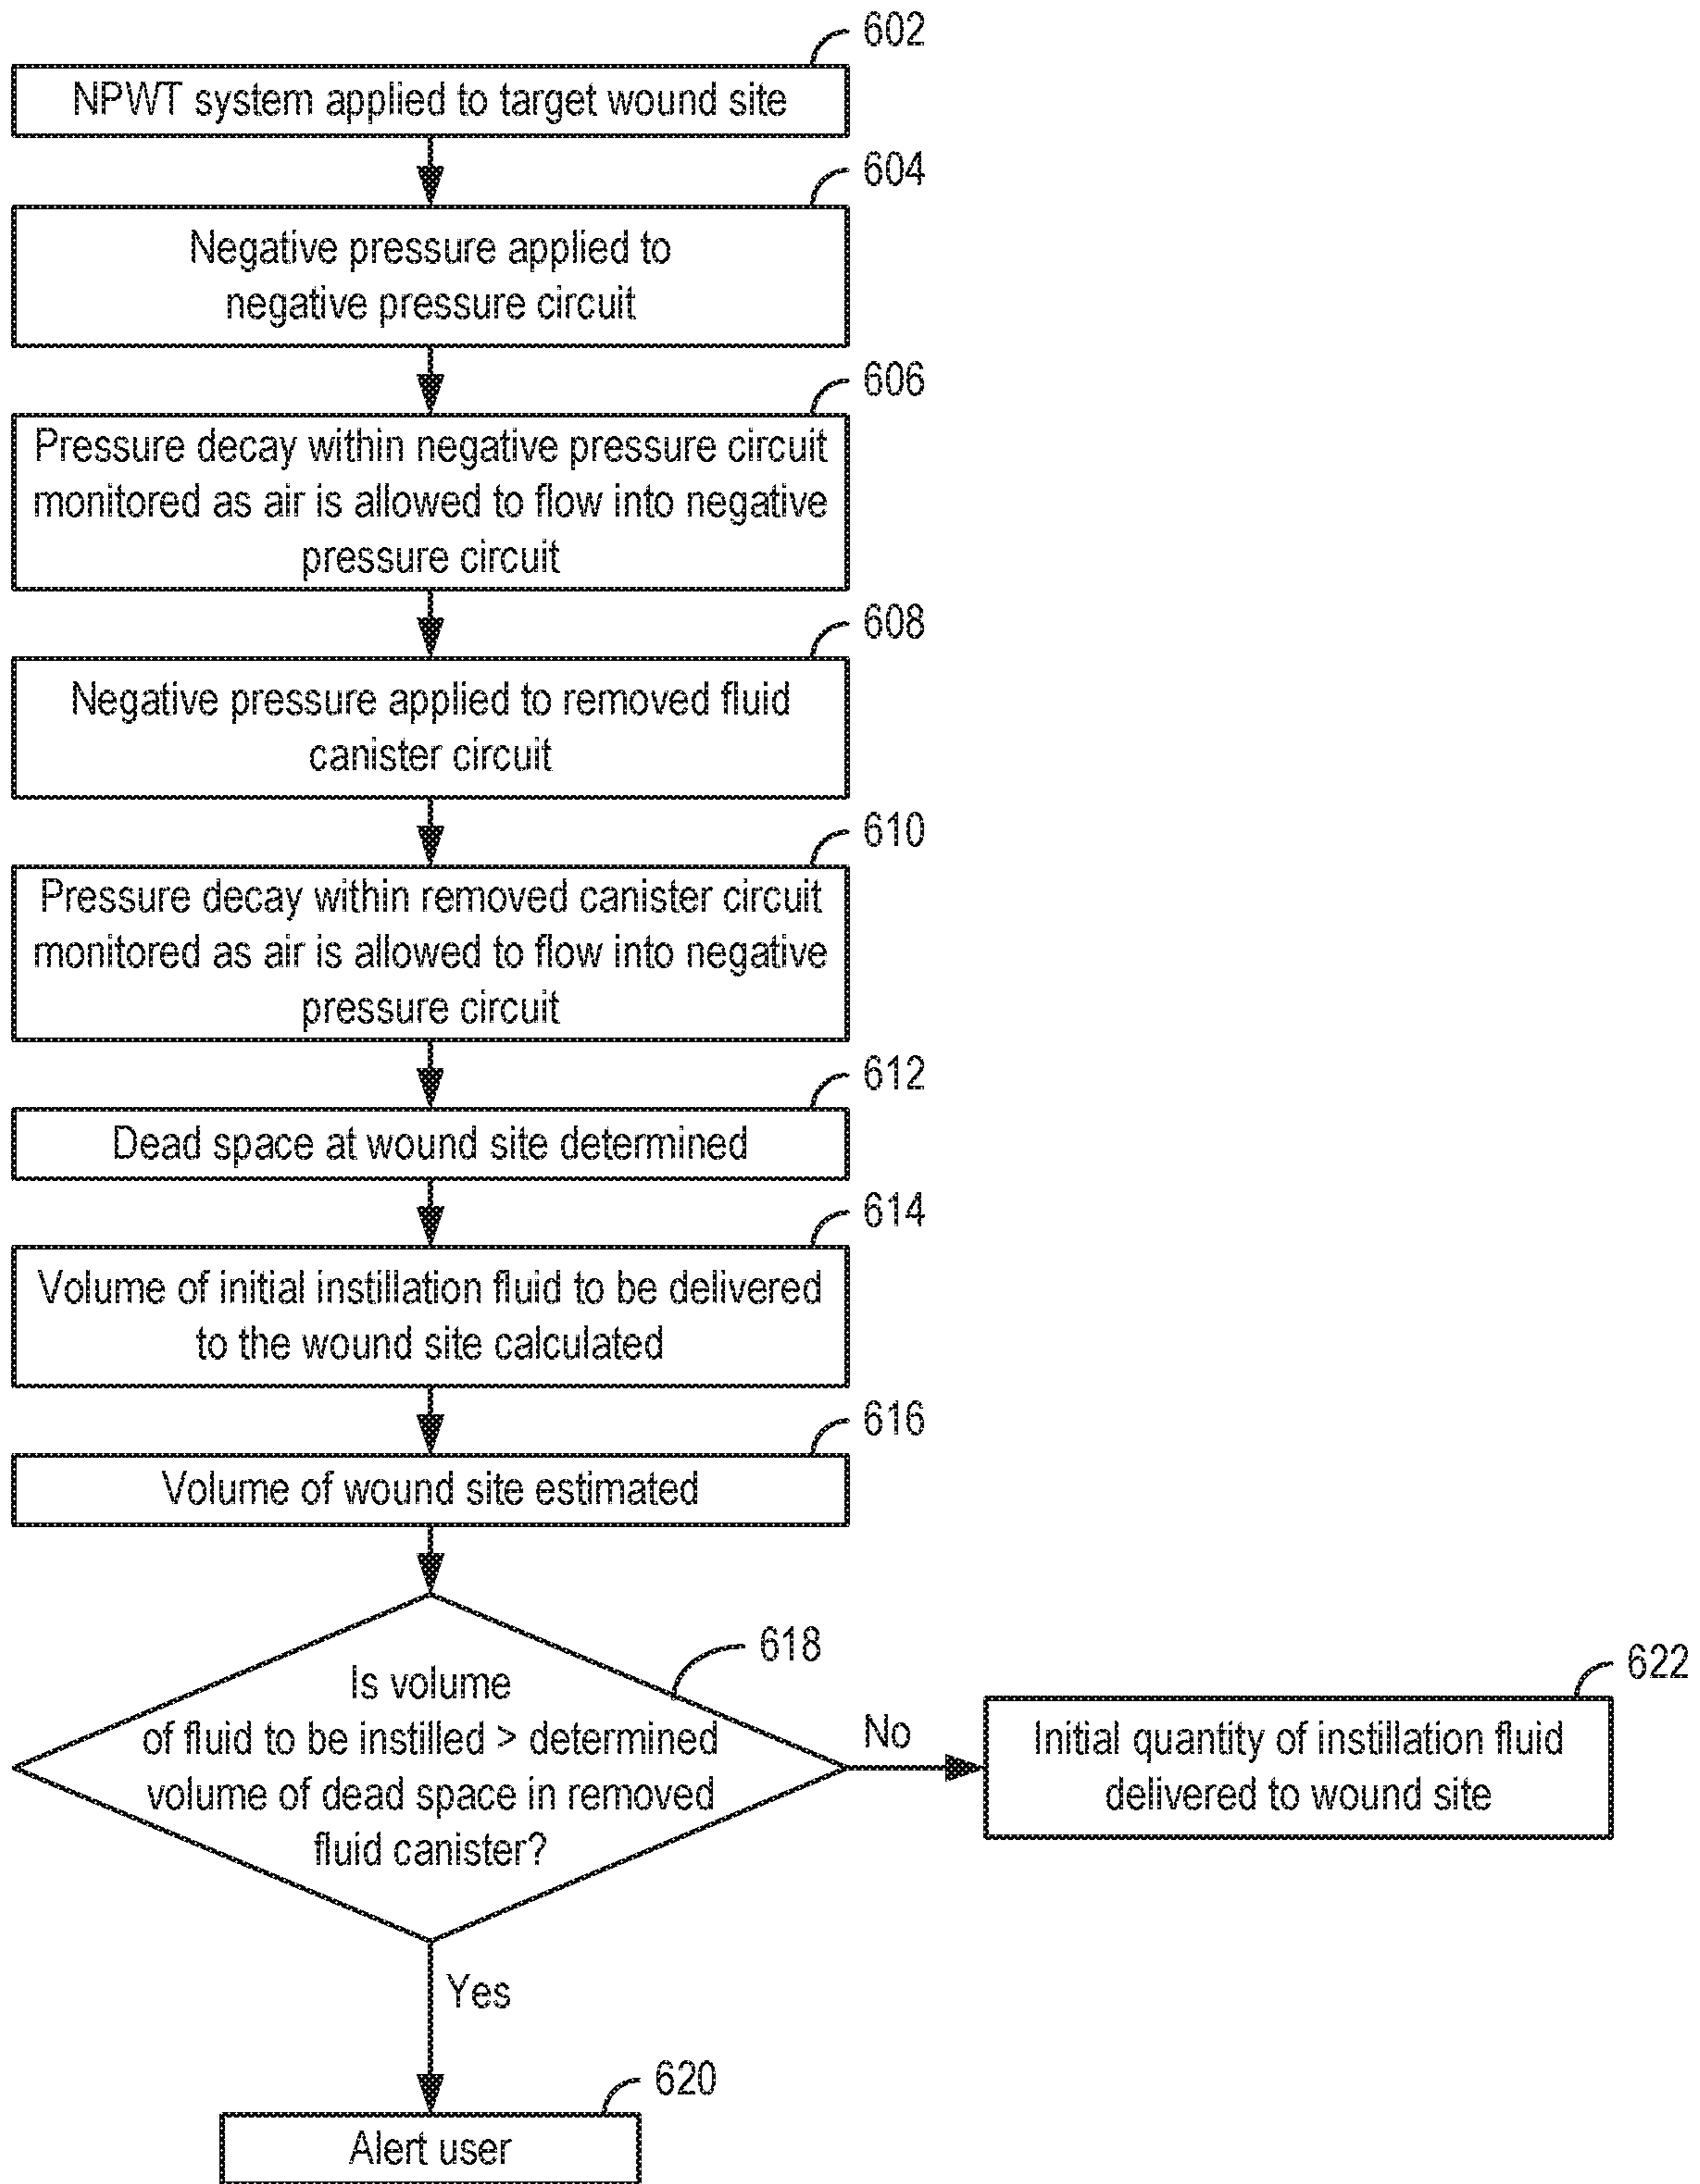 602
NPWT system applied to target wound site
604
Negative pressure applied to
negative pressure circuit
606
Pressure decay within negative pressure circuit
monitored as air is allowed to flow into negative
pressure circuit
608
Negative pressure applied to removed fluid
canister circuit
610
Pressure decay within removed canister circuit
monitored as air is allowed to flow into negative
pressure circuit
612
Dead space at wound site determined
614
Volume of initial instillation fluid to be delivered
to the wound site calculated
616
Volume of wound site estimated
618
Is volume
of fluid to be instilled > determined
volume of dead space in removed
fluid canister?
No
622
Initial quantity of instillation fluid
delivered to wound site
Yes
620
Alert user